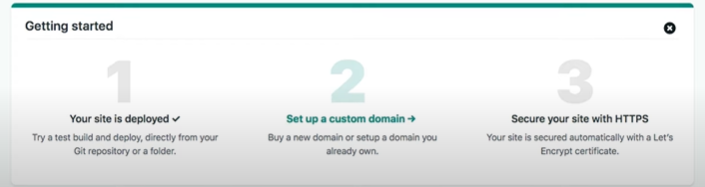 Getting started
1
Your site is deployed ✓
Try a test build and deploy, directly from your
Git repository or a folder.
2
Set up a custom domain →
Buy a new domain or setup a domain you
already own.
3
Secure your site with HTTPS
Your site is secured automatically with a Let's
Encrypt certificate.